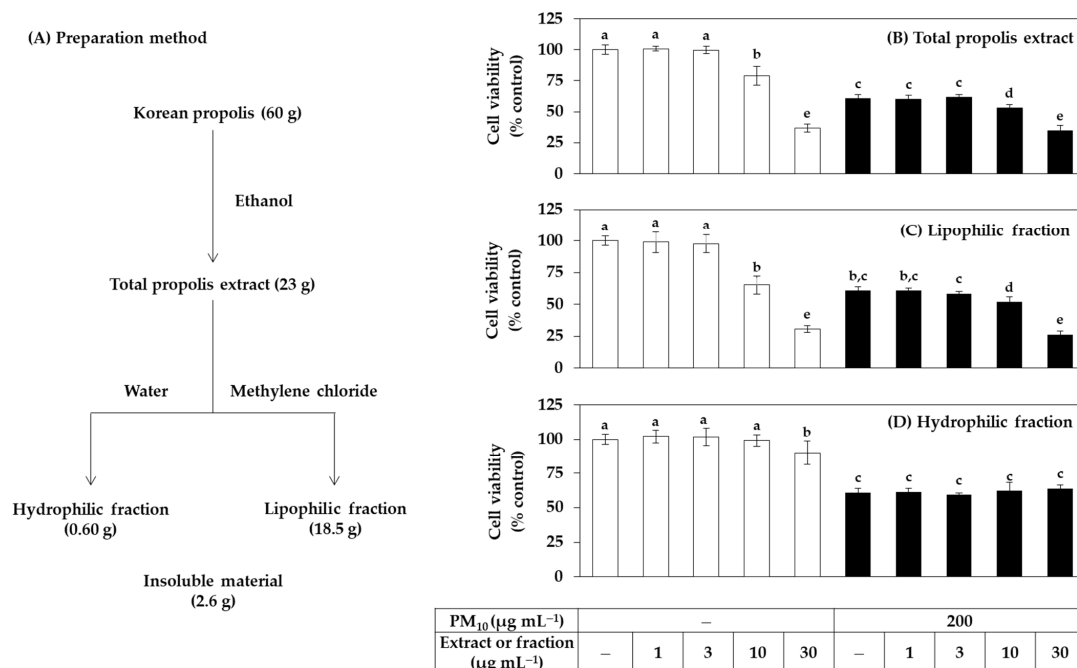 (A) Preparation method
Korean propolis (60 g)
Ethanol
Total propolis extract (23 g)
Water
Methylene chloride
Hydrophilic fraction
(0.60 g)
Lipophilic fraction
(18.5 g)
Insoluble material
(2.6 g)
(B) Total propolis extract
Cell viability
(% control)
125
100
75
50
25
0
a a a b e c c c d e
(C) Lipophilic fraction
Cell viability
(% control)
125
100
75
50
25
0
a a a b e b,c b,c c d e
(D) Hydrophilic fraction
Cell viability
(% control)
125
100
75
50
25
0
a a a a b c c c c c
PM₁₀ (μg mL⁻¹) – 200
Extract or fraction
(μg mL⁻¹)
– 1 3 10 30 – 1 3 10 30